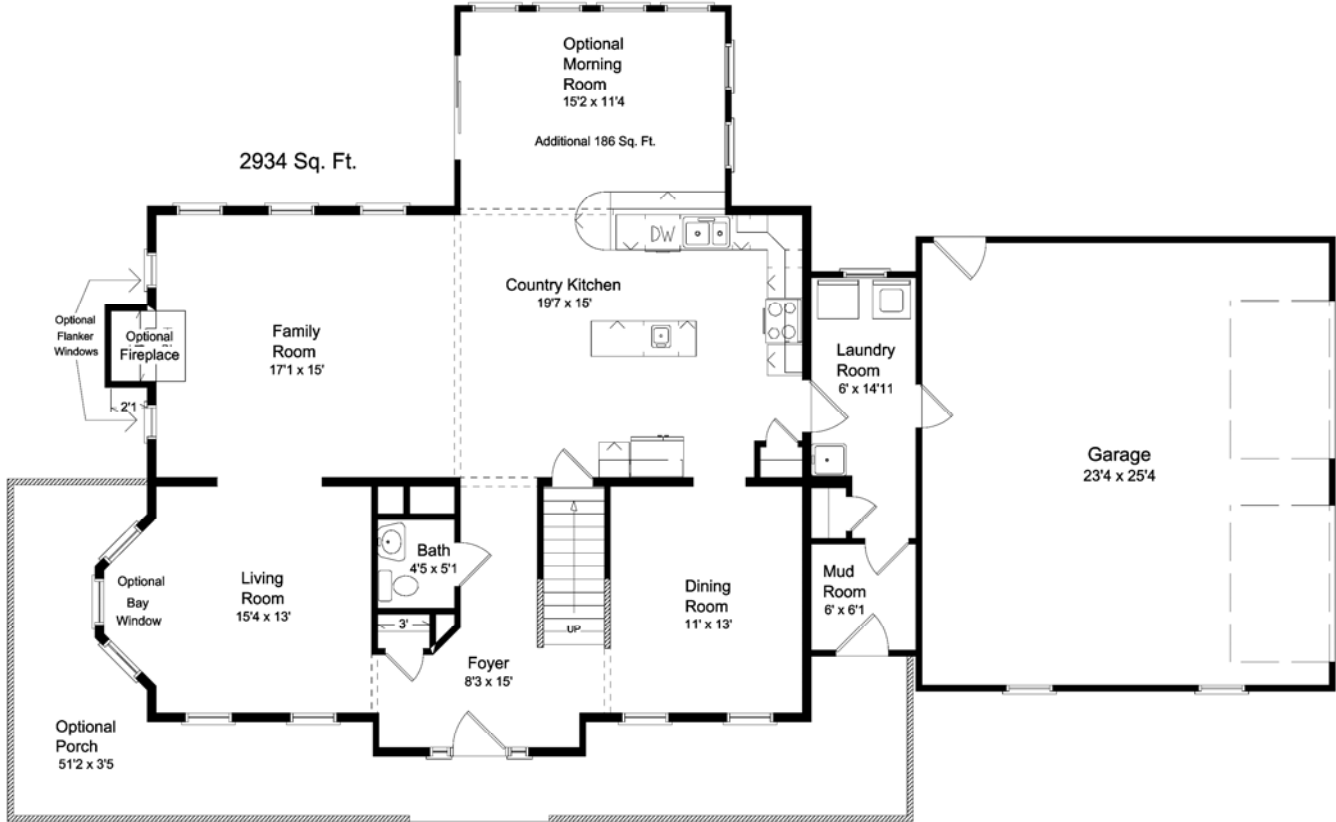 Optional
Morning
Room
15'2 x 11'4
Additional 186 Sq. Ft.
2934 Sq. Ft.
DW
Country Kitchen
19'7 x 15'
Optional
Flanker
Windows
Optional
Fireplace
2'1
Family
Room
17'1 x 15'
Laundry
Room
6' x 14'11
Garage
23'4 x 25'4
Bath
4'5 x 5'1
3'
Optional
Bay
Window
Living
Room
15'4 x 13'
UP
Dining
Room
11' x 13'
Mud
Room
6' x 6'1
Foyer
8'3 x 15'
Optional
Porch
51'2 x 3'5